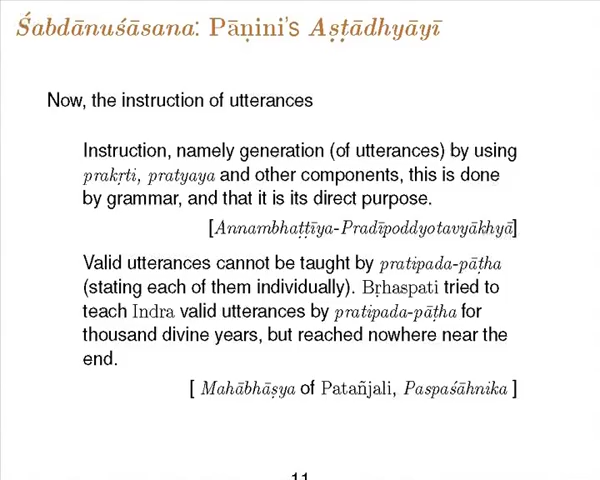 Śabdānuśāsana: Pāṇini's Aṣṭādhyāyī
Now, the instruction of utterances
Instruction, namely generation (of utterances) by using
prakṛti, pratyaya and other components, this is done
by grammar, and that it is its direct purpose.
[Annambhaṭṭīya-Pradīpoddyotavyākhyā]
Valid utterances cannot be taught by pratipada-pāṭha
(stating each of them individually). Bṛhaspati tried to
teach Indra valid utterances by pratipada-pāṭha for
thousand divine years, but reached nowhere near the
end.
[ Mahābhāṣya of Patañjali, Paspaśāhnika ]
11